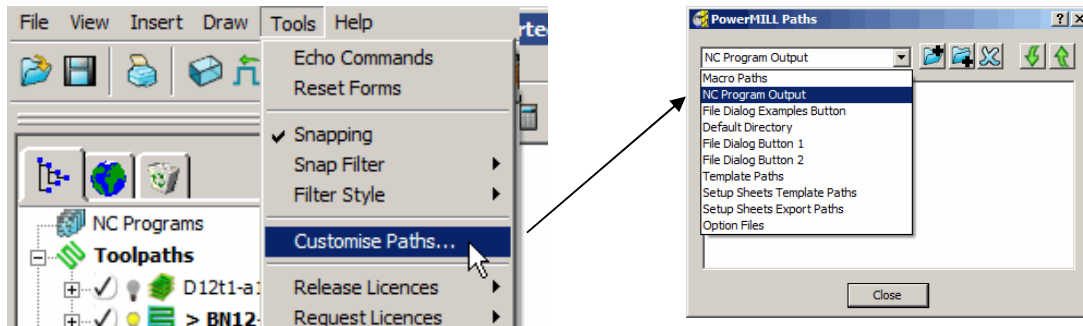 File View Insert Draw Tools Help
Echo Commands
Reset Forms
Snapping
Snap Filter
Filter Style
Customise Paths...
Release Licences
Request Licences
NC Programs
Toolpaths
D12t1-a1
> BN12-
PowerMILL Paths
NC Program Output
Macro Paths
NC Program Output
File Dialog Examples Button
Default Directory
File Dialog Button 1
File Dialog Button 2
Template Paths
Setup Sheets Template Paths
Setup Sheets Export Paths
Option Files
Close